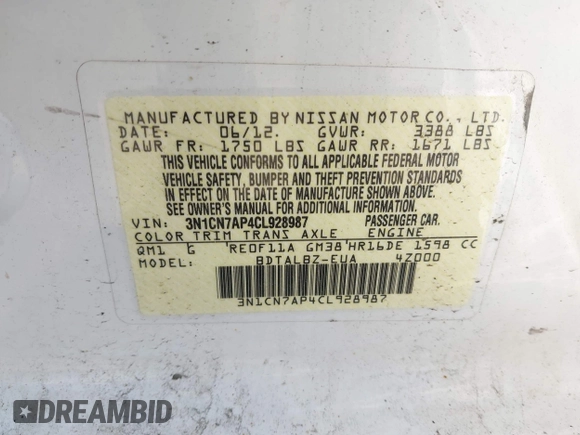 MANUFACTURED BY NISSAN MOTOR CO., LTD.
DATE: 06/12. GVWR: 3388 LBS
GAWR FR: 1750 LBS GAWR RR: 1671 LBS
THIS VEHICLE CONFORMS TO ALL APPLICABLE FEDERAL MOTOR
VEHICLE SAFETY, BUMPER AND THEFT PREVENTION STANDARDS
IN EFFECT ON THE DATE OF MANUFACTURE SHOWN ABOVE.
SEE OWNER'S MANUAL FOR ADDITIONAL INFORMATION.
VIN: 3N1CN7AP4CL928987 PASSENGER CAR.
COLOR TRIM TRANS AXLE ENGINE
QM1 G RE0F11A GM38 HR16DE 1598 CC
MODEL: BDTALBZ-EUA 4Z000
3N1CN7AP4CL928987
DREAMBID